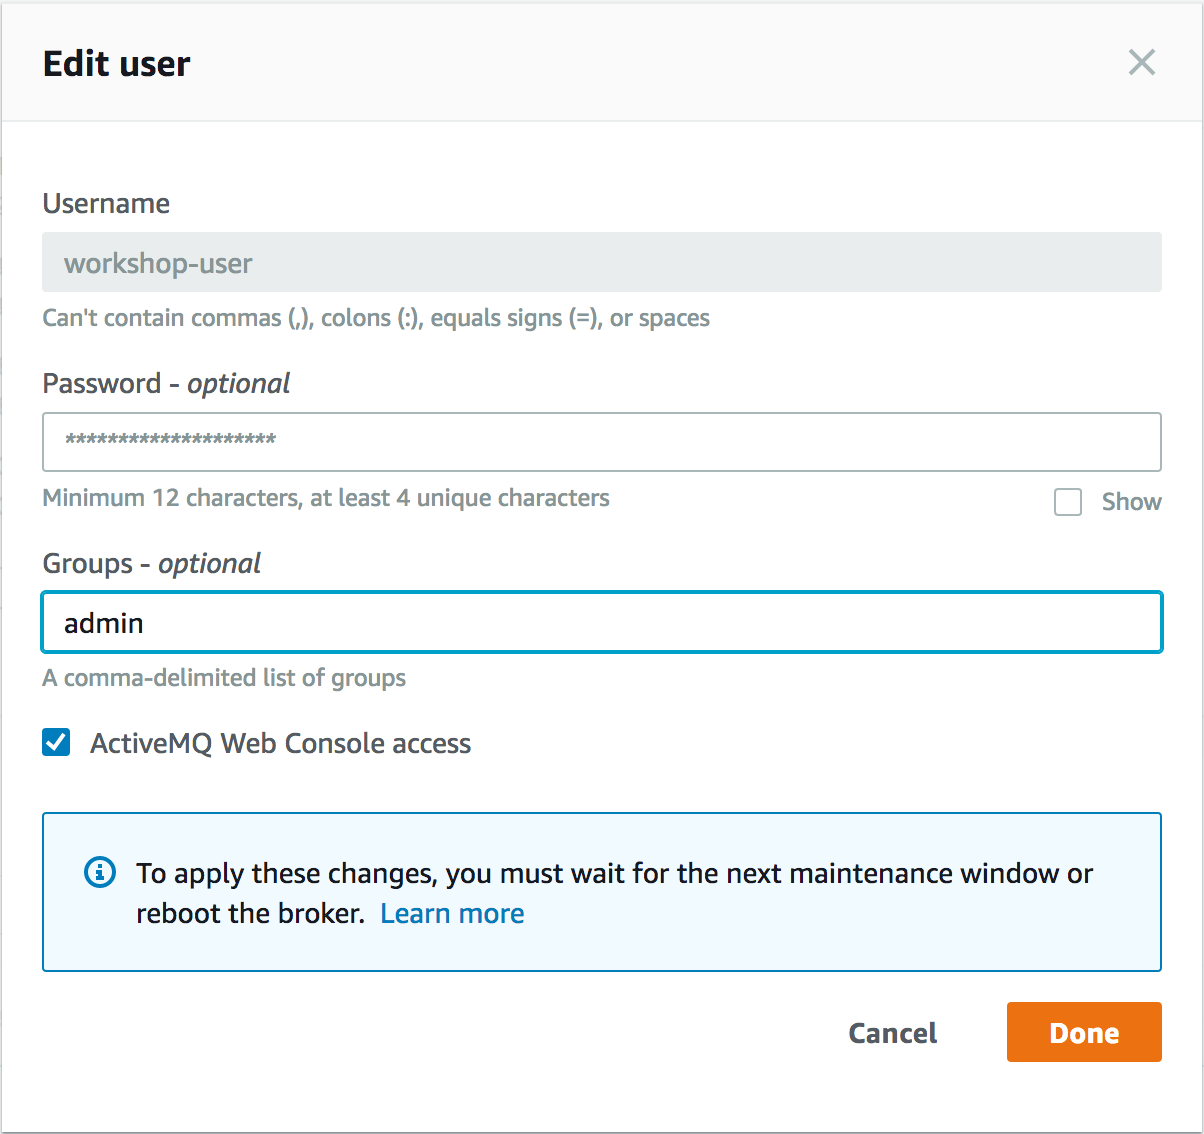 Edit user
Username
workshop-user
Can't contain commas (,), colons (:), equals signs (=), or spaces
Password - optional
********************
Minimum 12 characters, at least 4 unique characters
Show
Groups - optional
admin
A comma-delimited list of groups
ActiveMQ Web Console access
To apply these changes, you must wait for the next maintenance window or
reboot the broker. Learn more
Cancel
Done